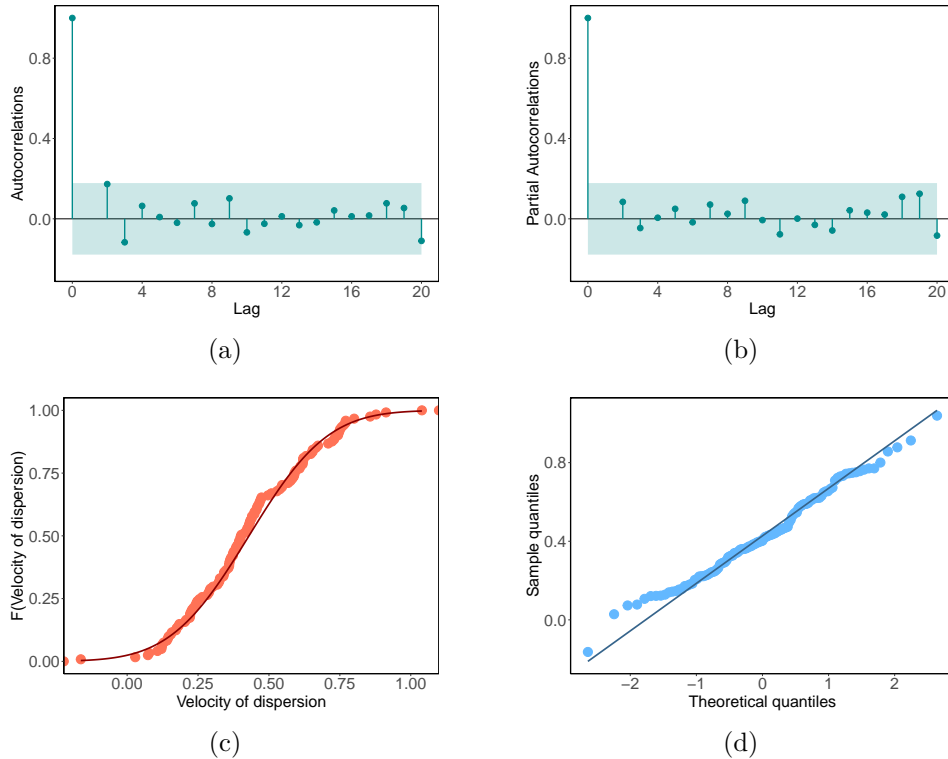 Autocorrelations
0.8
0.4
0.0
0 4 8 12 16 20
Lag
(a)
Partial Autocorrelations
0.8
0.4
0.0
0 4 8 12 16 20
Lag
(b)
F(Velocity of dispersion)
1.00
0.75
0.50
0.25
0.00
0.00 0.25 0.50 0.75 1.00
Velocity of dispersion
(c)
Sample quantiles
0.8
0.4
0.0
−2 −1 0 1 2
Theoretical quantiles
(d)